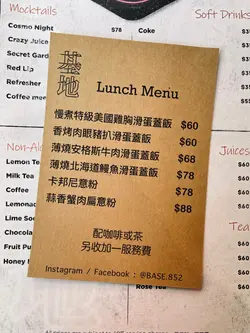 Mocktails
Soft Drinks
Cosmo Night
$78
Coke
Crazy Juice
Secret Gard
Red Lip
Refresher
Coffee moc
基地
Lunch Menu
慢煮特級美國雞胸滑蛋蓋飯 $60
香烤肉眼豬扒滑蛋蓋飯 $60
薄燒安格斯牛肉滑蛋蓋飯 $68
薄燒北海道鰻魚滑蛋蓋飯 $78
卡邦尼意粉 $78
蒜香蟹肉扁意粉 $88
配咖啡或茶
另收加一服務費
Instagram / Facebook : @BASE.852
Non-Al
Juices
Lemon Te
Milk Tea
Coffee
Lemonad
Lime Sod
Chocola
Fruit Pu
Honey
Rose Tea